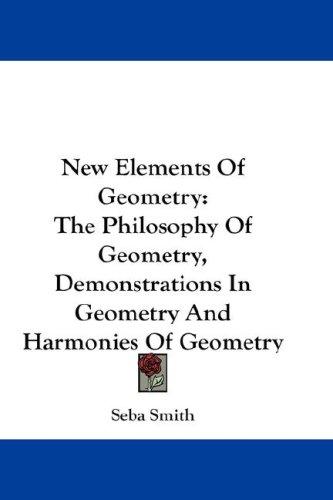 New Elements Of
Geometry:
The Philosophy Of
Geometry,
Demonstrations In
Geometry And
Harmonies Of Geometry
Seba Smith